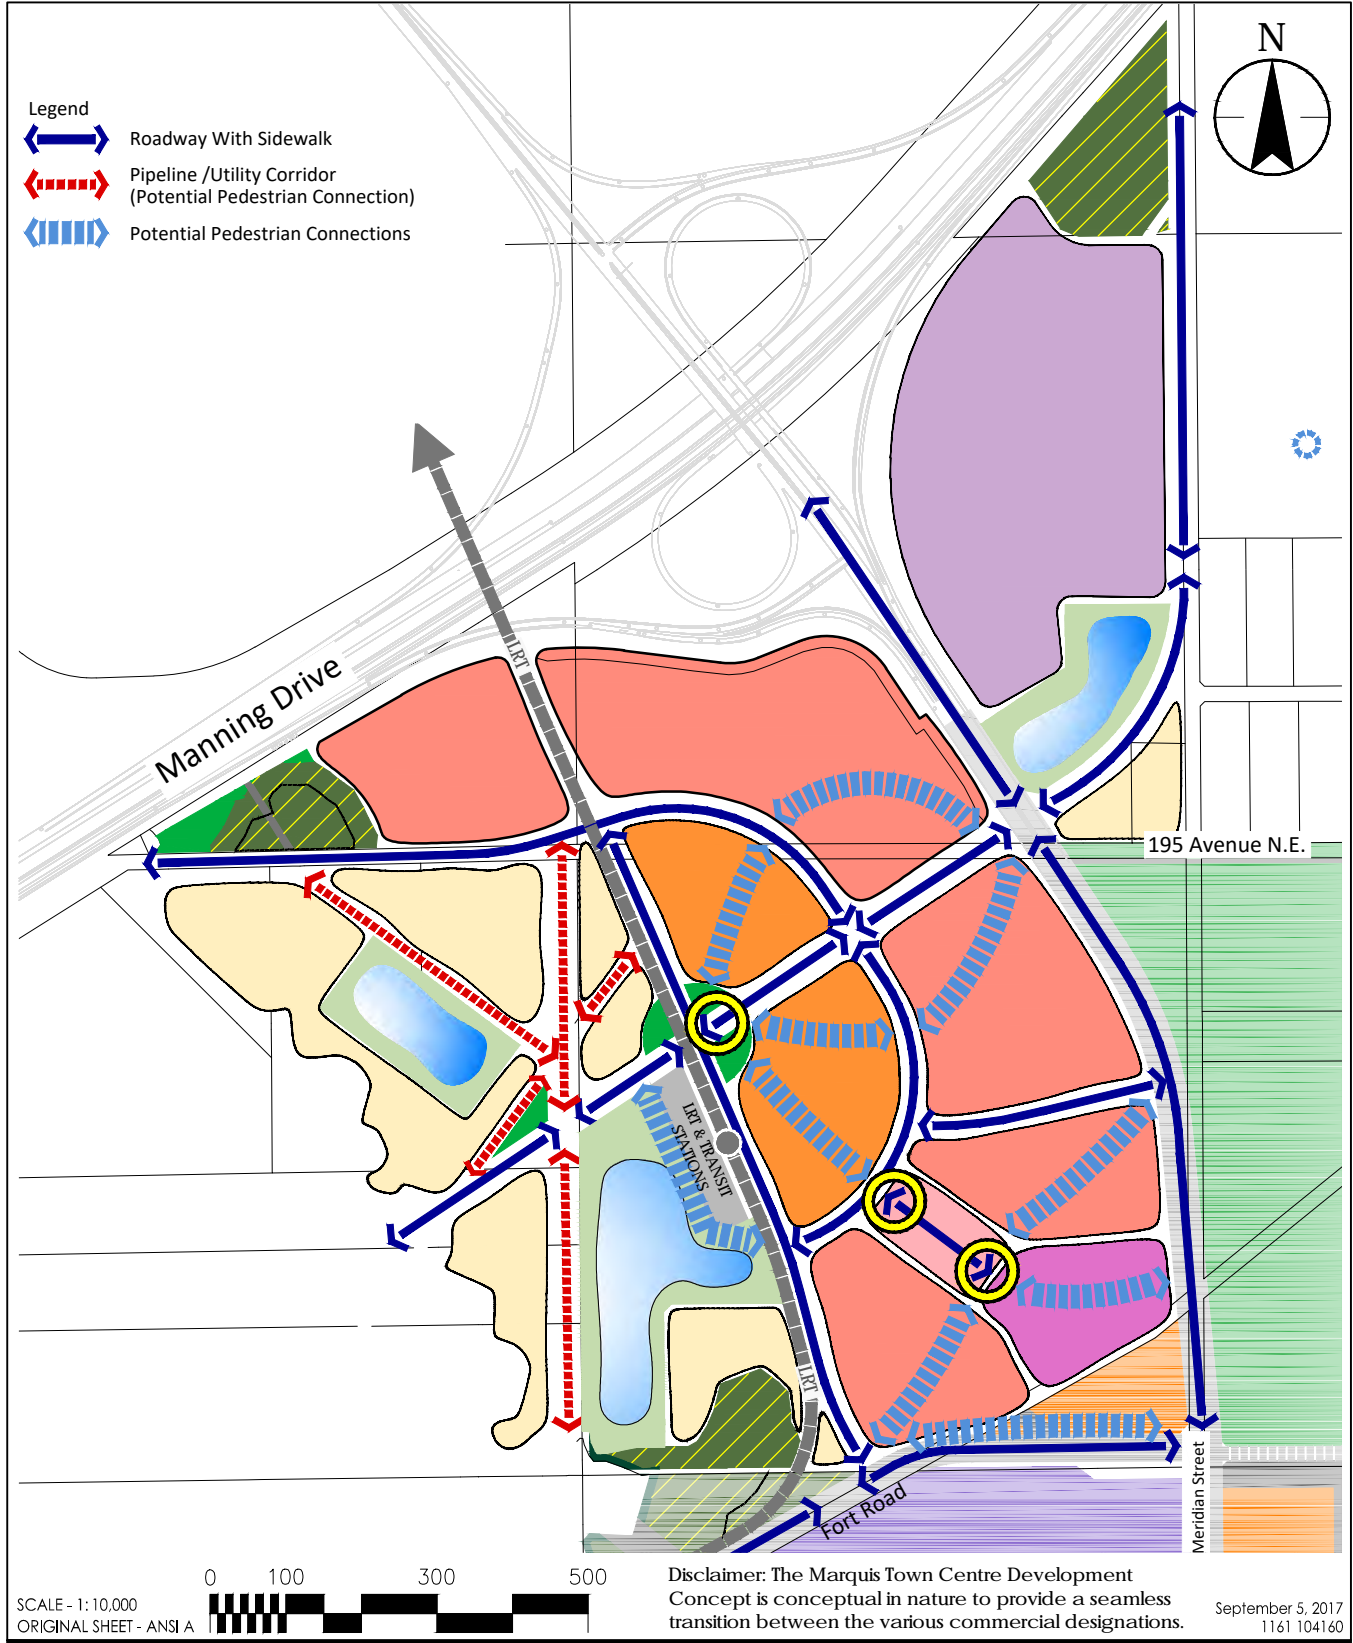 N
Legend
Roadway With Sidewalk
Pipeline /Utility Corridor
(Potential Pedestrian Connection)
Potential Pedestrian Connections
LRT
Manning Drive
195 Avenue N.E.
LRT & TRANSIT
STATIONS
LRT
Fort Road
Meridian Street
0 100 300 500
SCALE - 1: 10,000
ORIGINAL SHEET - ANSI A
Disclaimer: The Marquis Town Centre Development
Concept is conceptual in nature to provide a seamless
transition between the various commercial designations.
September 5, 2017
1161 104160